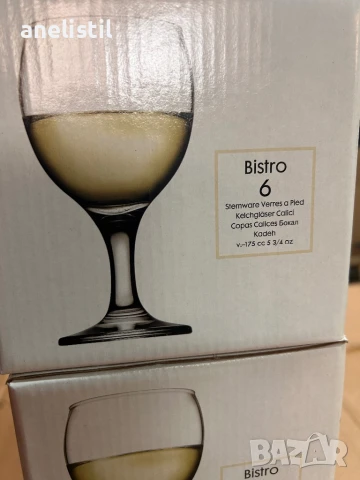 anelistil
Bistro
6
Stemware Verres a Pied
Kelchgläser Calici
Copas Calices Бокал
Kadeh
v.-175 cc 5 3/4 oz
Bistro
BAZAR